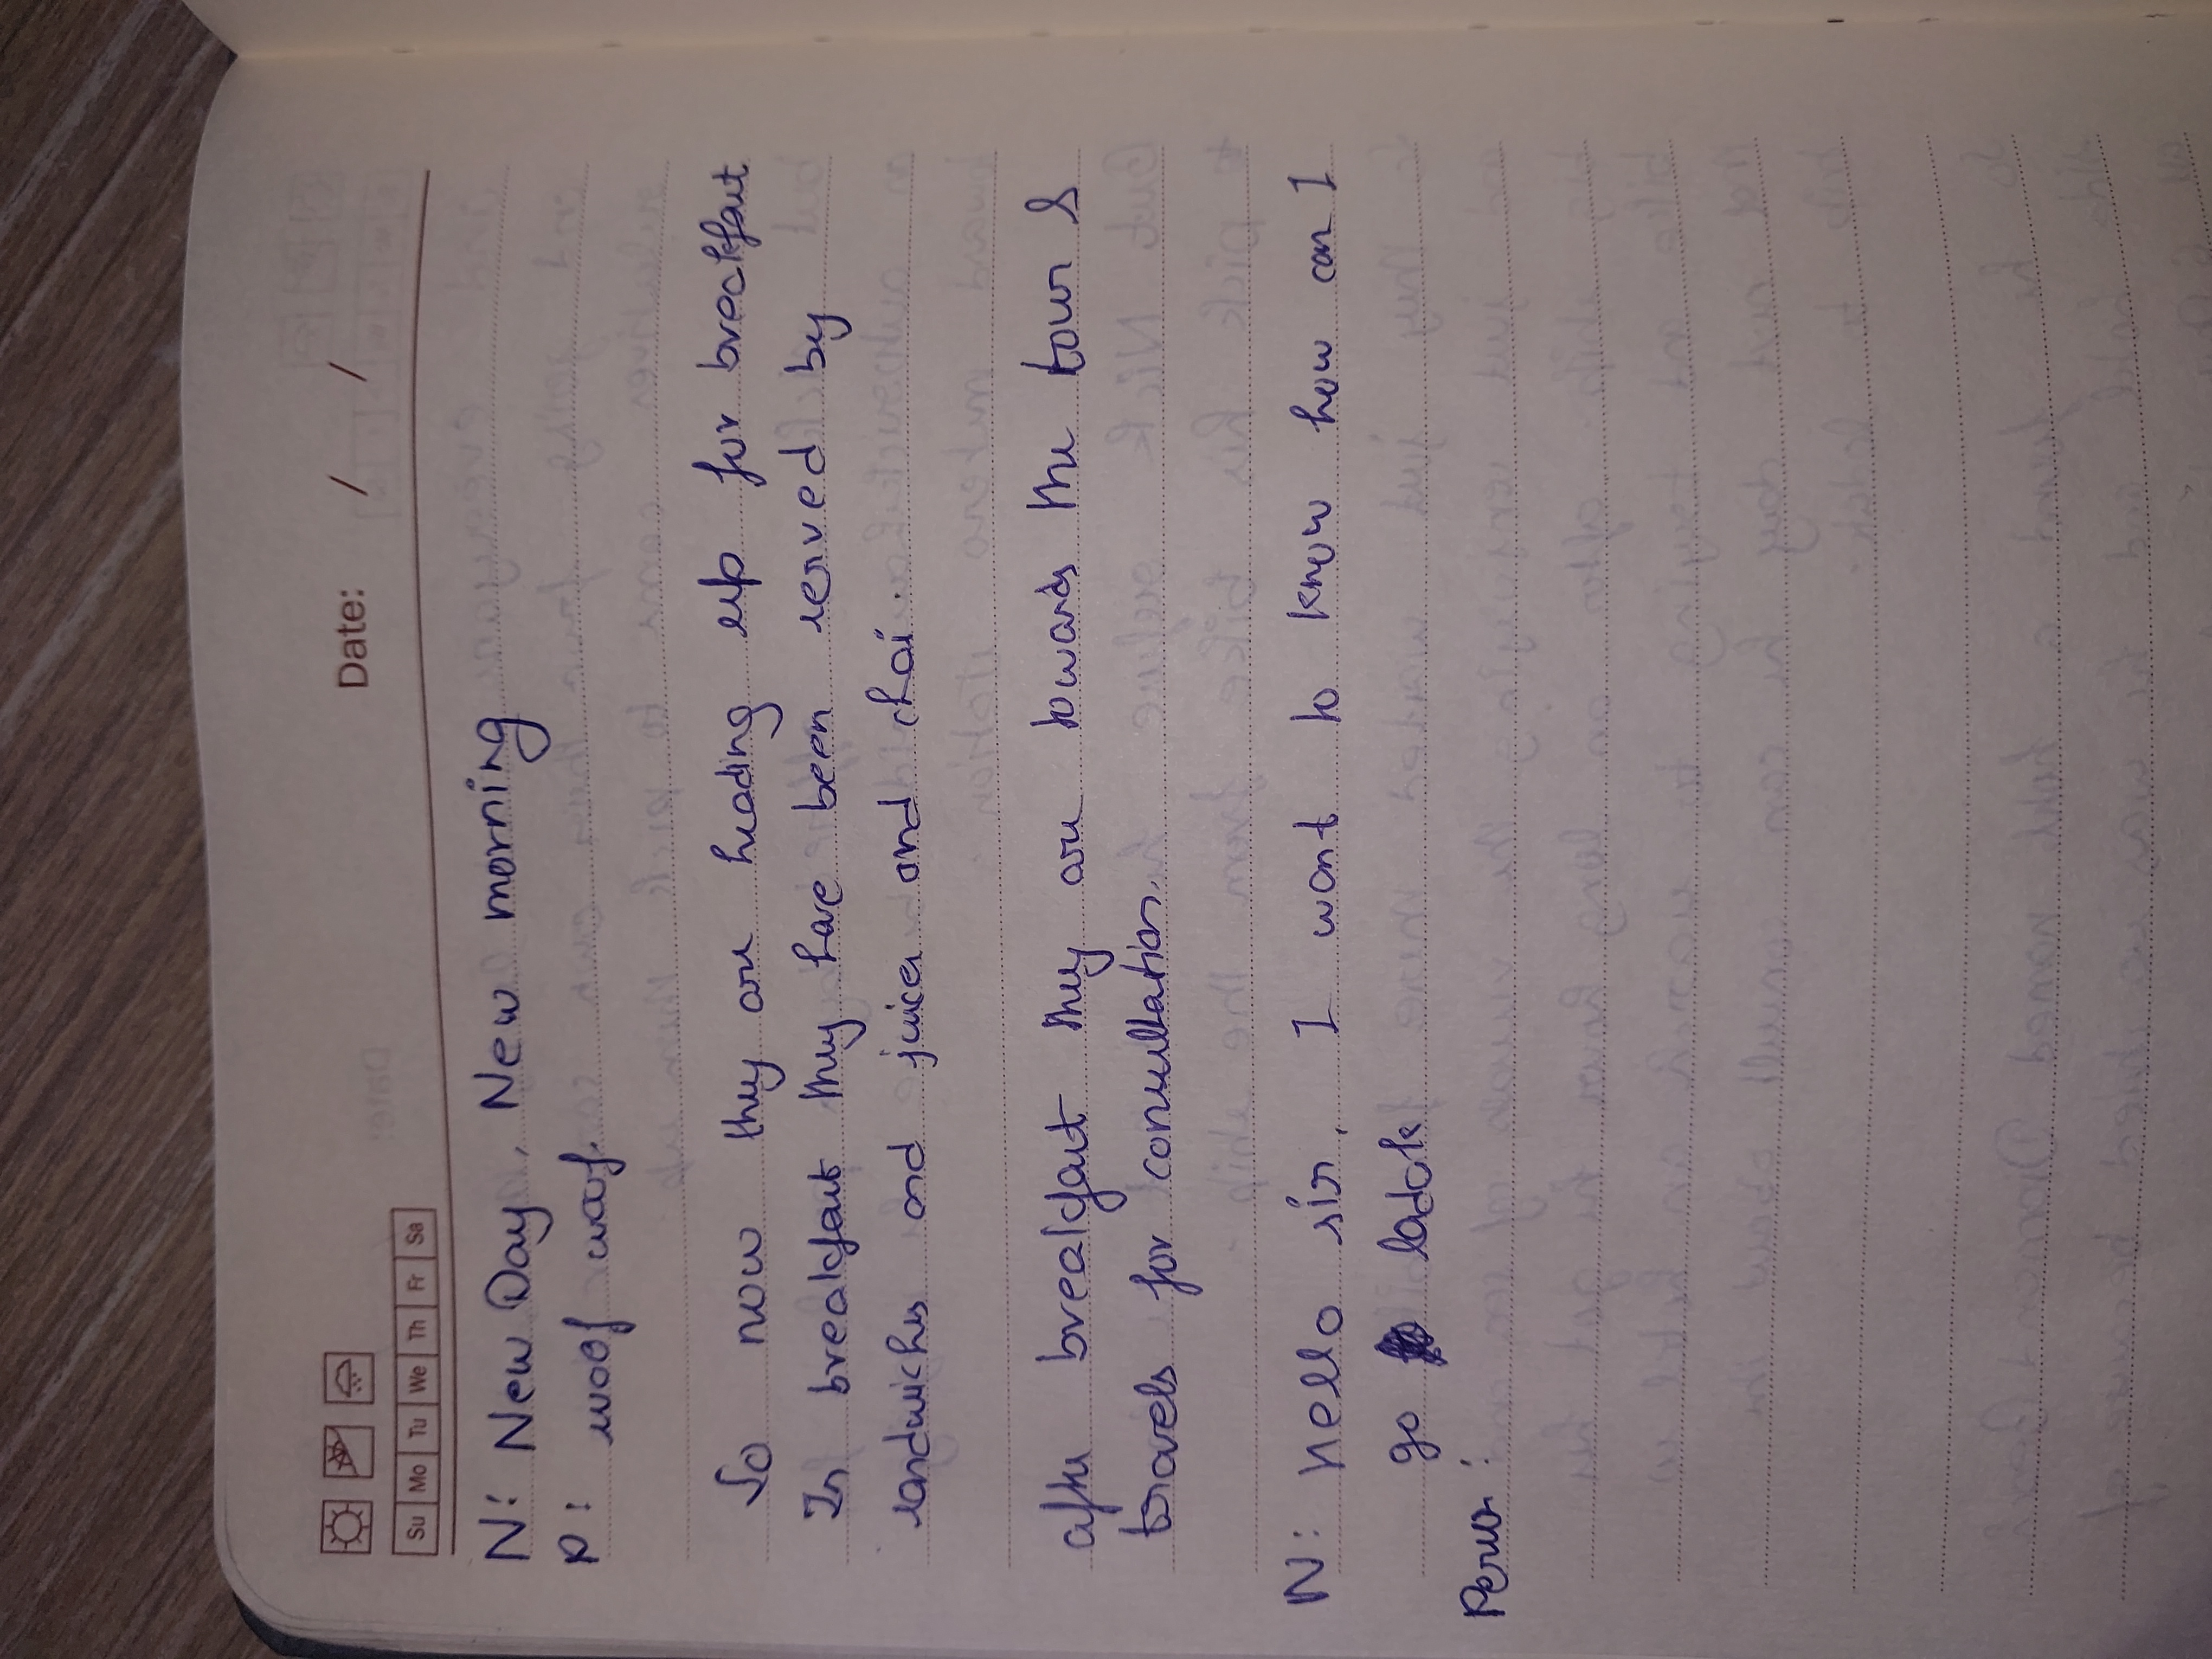 Date: / /
Su Mo Tu We Th Fr Sa
N: New Day, New morning
P: woof woof.
So now they are heading up for breakfast
In breakfast they have been served by
sandwiches and juices and chai.
after breakfast they are towards the tour &
travels for consultation.
N: Hello sir, I want to know how can I
go ladak
Person: